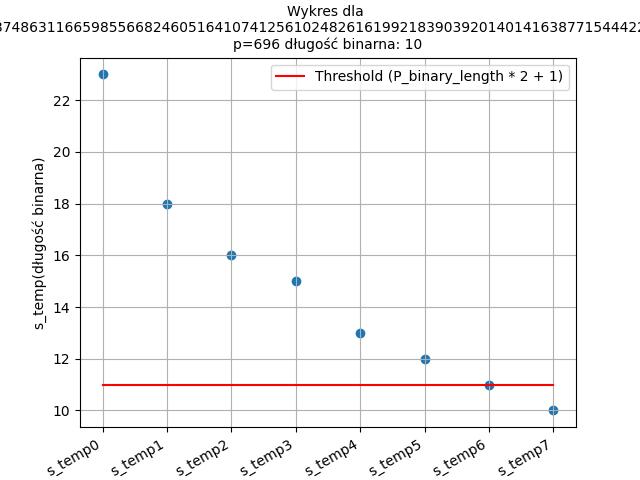 Wykres dla
p=696 długość binarna: 10
Threshold (P_binary_length * 2 + 1)
s_temp(długość binarna)
22
20
18
16
14
12
10
s_temp0
s_temp1
s_temp2
s_temp3
s_temp4
s_temp5
s_temp6
s_temp7